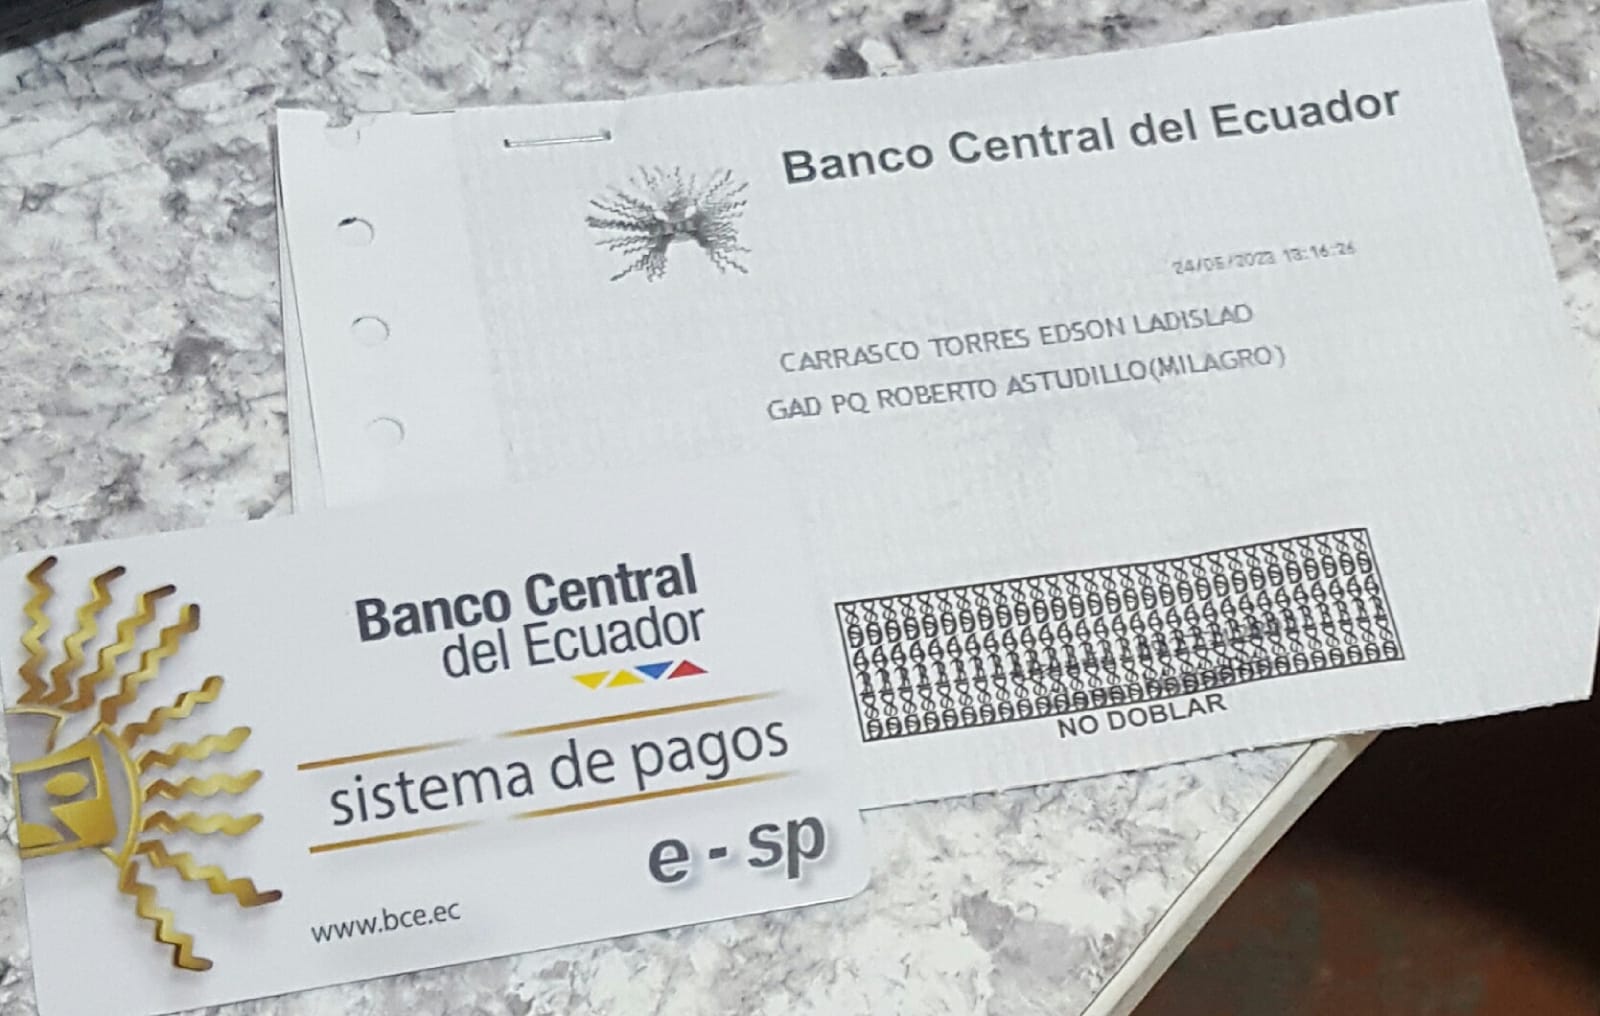 Banco Central del Ecuador
24/05/2023 13:16:26
CARRASCO TORRES EDSON LADISLAO
GAD PQ ROBERTO ASTUDILLO(MILAGRO)
NO DOBLAR
Banco Central
del Ecuador
sistema de pagos
e - sp
www.bce.ec